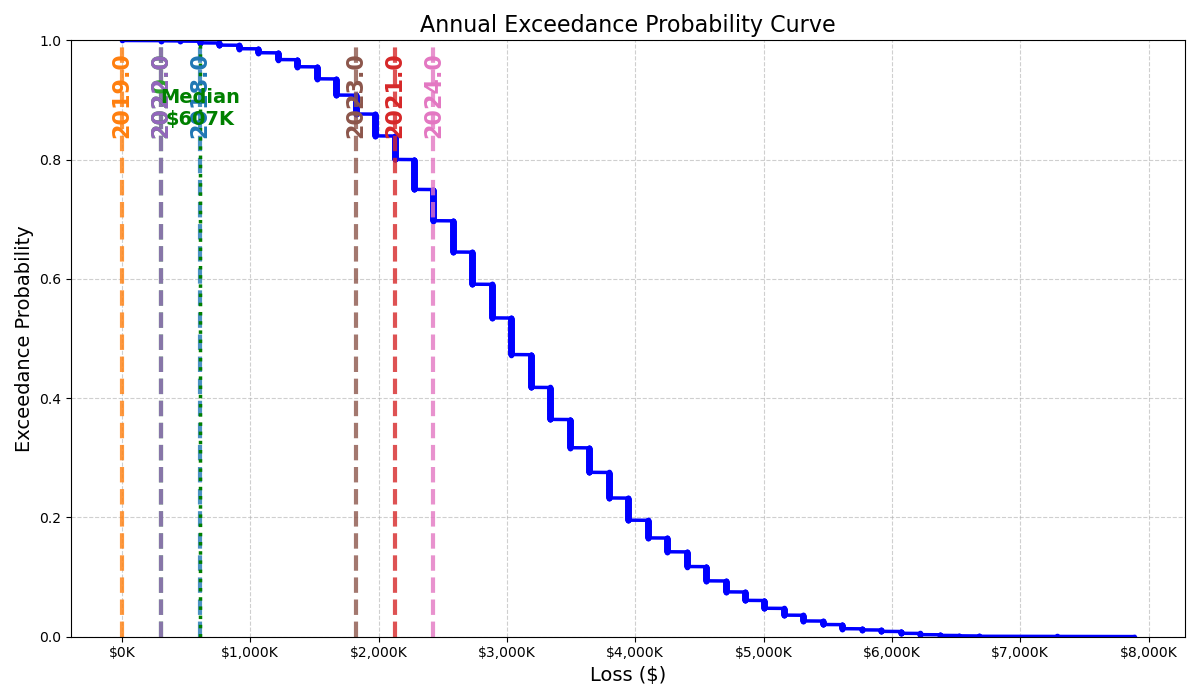 Annual Exceedance Probability Curve
Exceedance Probability
1.0
0.8
0.6
0.4
0.2
0.0
2019.0
2018.0
Median
$607K
2023.0
2021.0
2024.0
$0K
$1,000K
$2,000K
$3,000K
$4,000K
$5,000K
$6,000K
$7,000K
$8,000K
Loss ($)